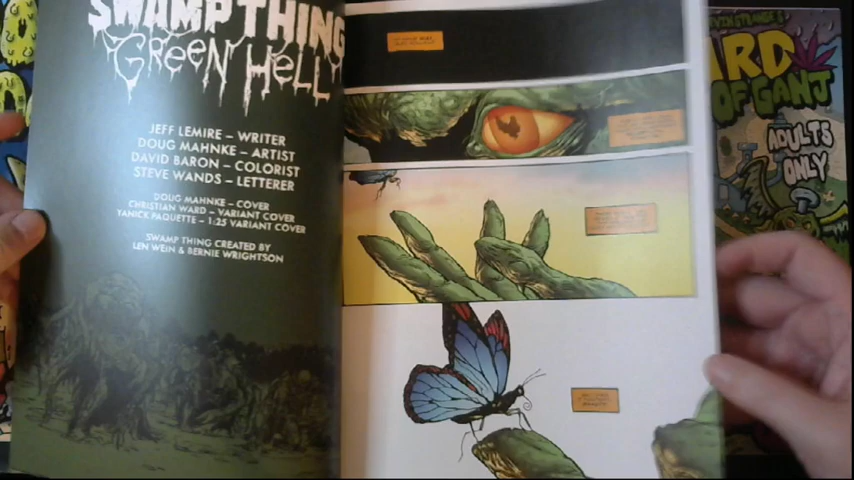 SWAMP THING
GREEN HELL
JEFF LEMIRE – WRITER
DOUG MAHNKE – ARTIST
DAVID BARON – COLORIST
STEVE WANDS – LETTERER
DOUG MAHNKE – COVER
CHRISTIAN WARD – VARIANT COVER
YANICK PAQUETTE – 1:25 VARIANT COVER
SWAMP THING CREATED BY
LEN WEIN & BERNIE WRIGHTSON
ARD
OF GANJ
ADULTS
ONLY